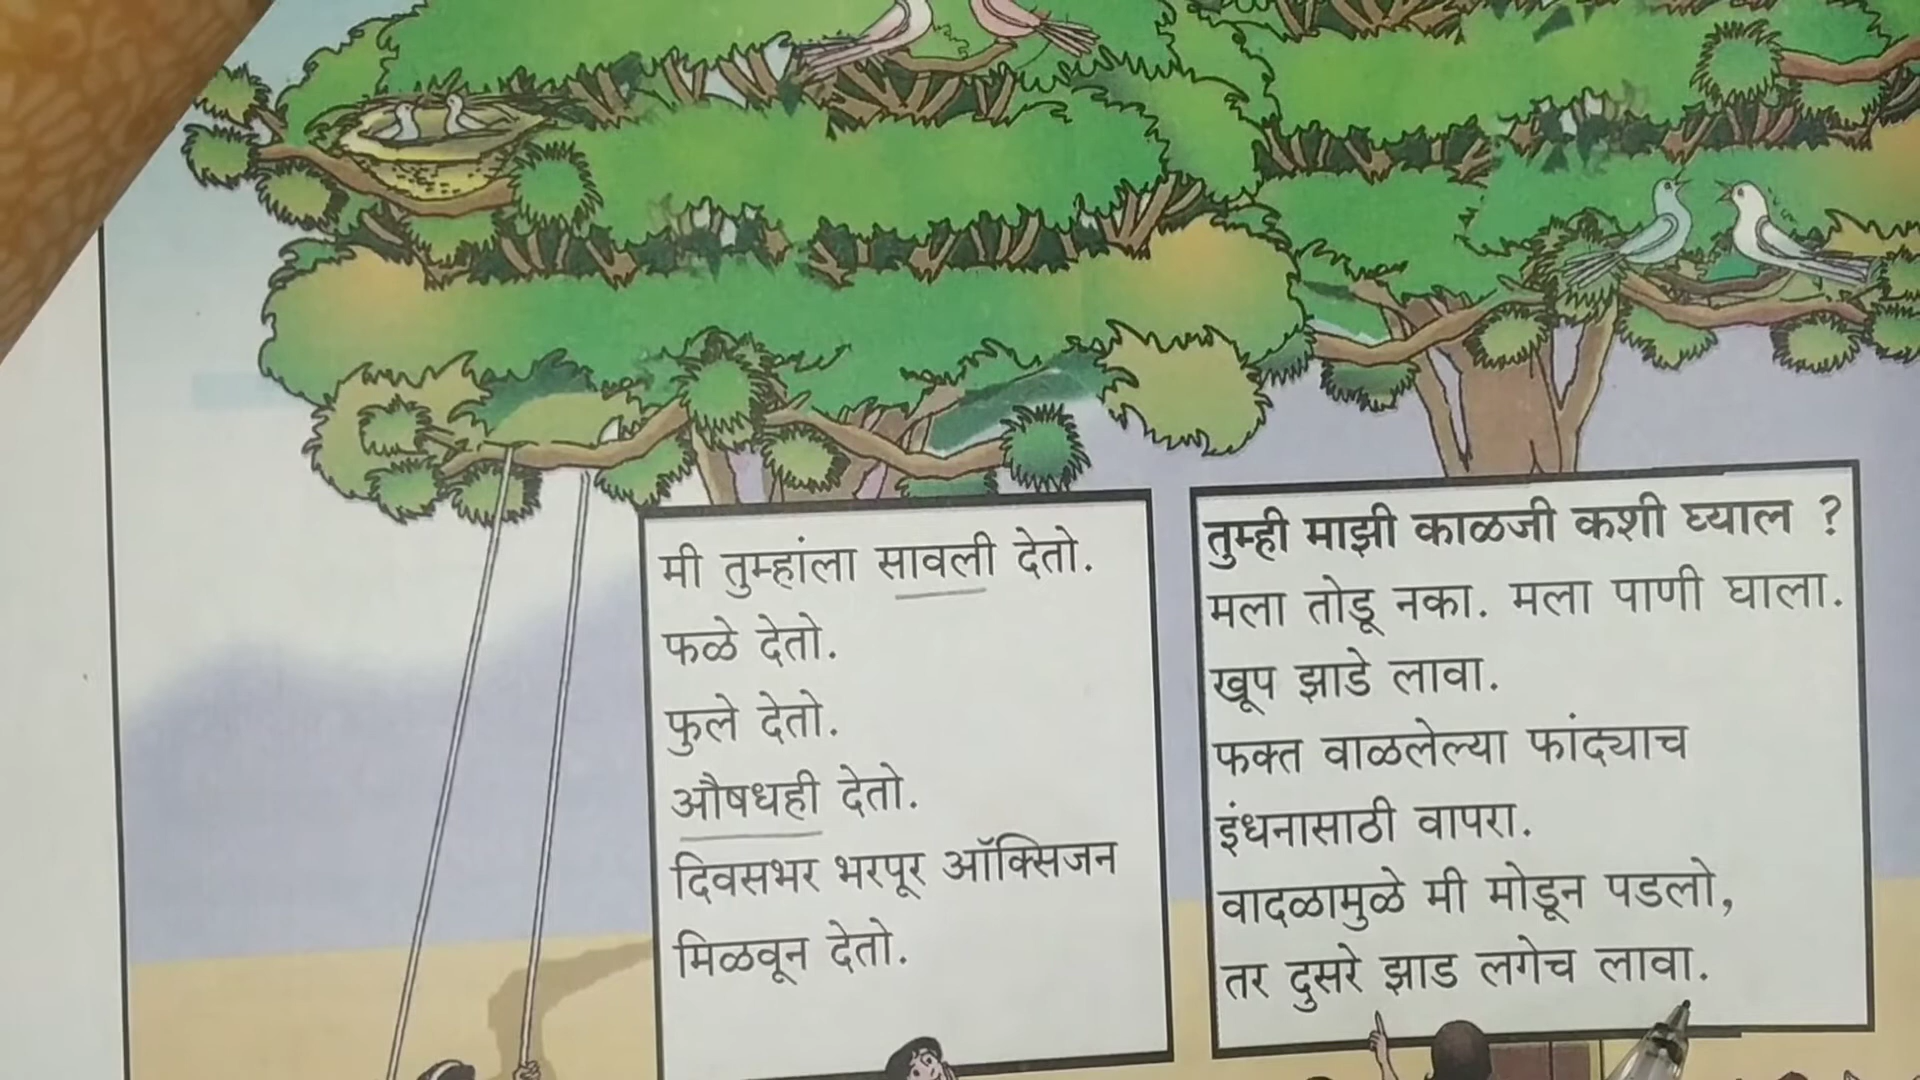 मी तुम्हांला सावली देतो.
फळे देतो.
फुले देतो.
औषधही देतो.
दिवसभर भरपूर ऑक्सिजन
मिळवून देतो.
तुम्ही माझी काळजी कशी घ्याल ?
मला तोडू नका. मला पाणी घाला.
खूप झाडे लावा.
फक्त वाळलेल्या फांद्याच
इंधनासाठी वापरा.
वादळामुळे मी मोडून पडलो,
तर दुसरे झाड लगेच लावा.